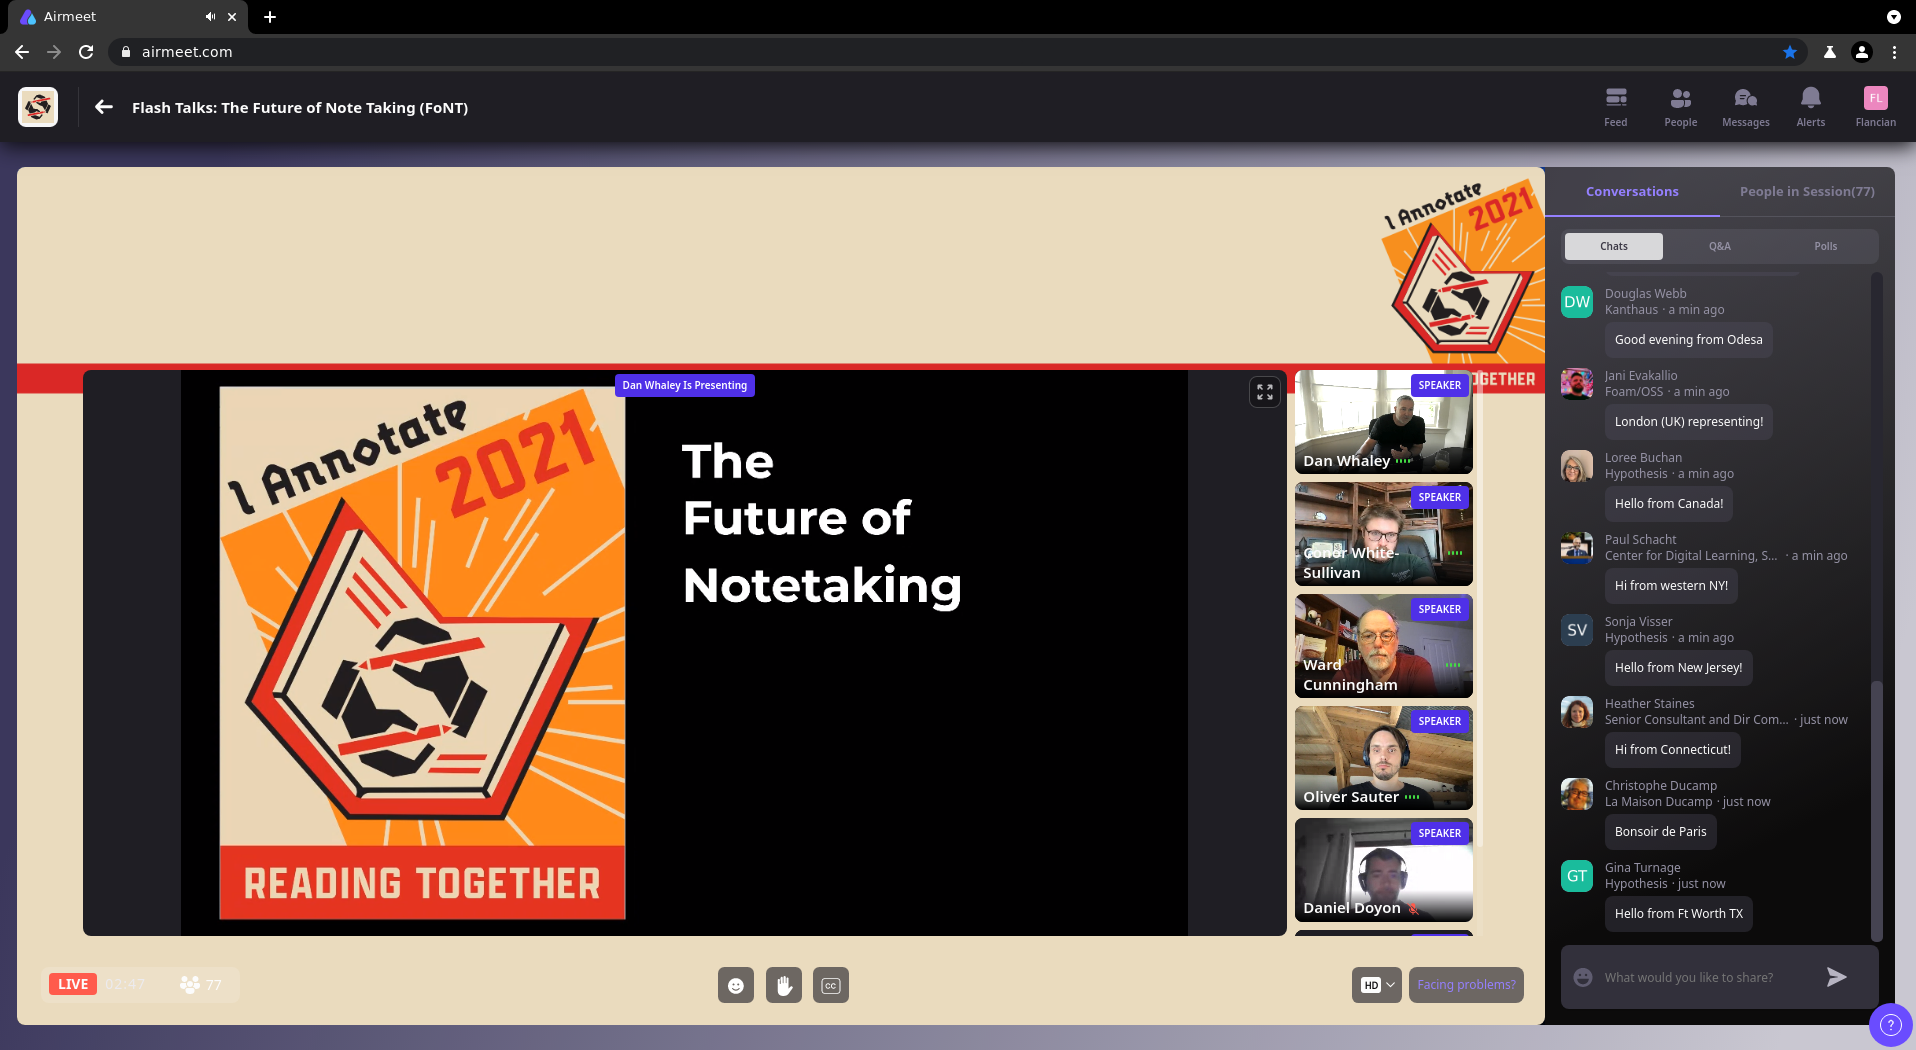 Airmeet
airmeet.com
Flash Talks: The Future of Note Taking (FoNT)
Feed
People
Messages
Alerts
FL
Flancian
I Annotate
2021
OGETHER
Dan Whaley Is Presenting
I Annotate
2021
READING TOGETHER
The
Future of
Notetaking
SPEAKER
Dan Whaley
SPEAKER
Conor White-
Sullivan
SPEAKER
Ward
Cunningham
SPEAKER
Oliver Sauter
SPEAKER
Daniel Doyon
LIVE 02:47 77
CC
HD
Facing problems?
Conversations
People in Session(77)
Chats
Q&A
Polls
DW
Douglas Webb
Kanthaus · a min ago
Good evening from Odesa
Jani Evakallio
Foam/OSS · a min ago
London (UK) representing!
Loree Buchan
Hypothesis · a min ago
Hello from Canada!
Paul Schacht
Center for Digital Learning, S... · a min ago
Hi from western NY!
SV
Sonja Visser
Hypothesis · a min ago
Hello from New Jersey!
Heather Staines
Senior Consultant and Dir Com... · just now
Hi from Connecticut!
Christophe Ducamp
La Maison Ducamp · just now
Bonsoir de Paris
GT
Gina Turnage
Hypothesis · just now
Hello from Ft Worth TX
What would you like to share?
?